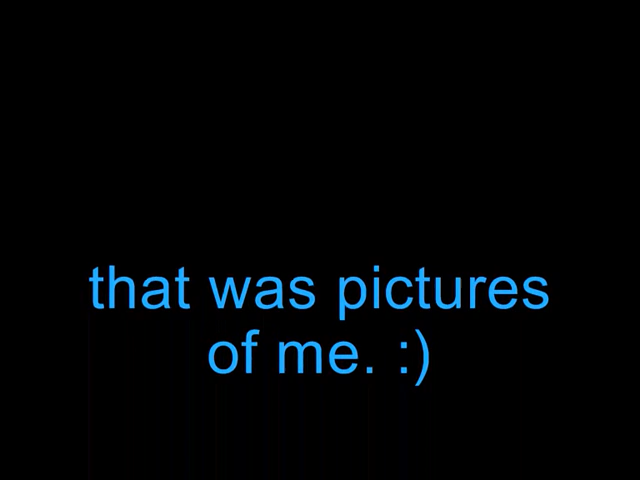 that was pictures
of me. :)